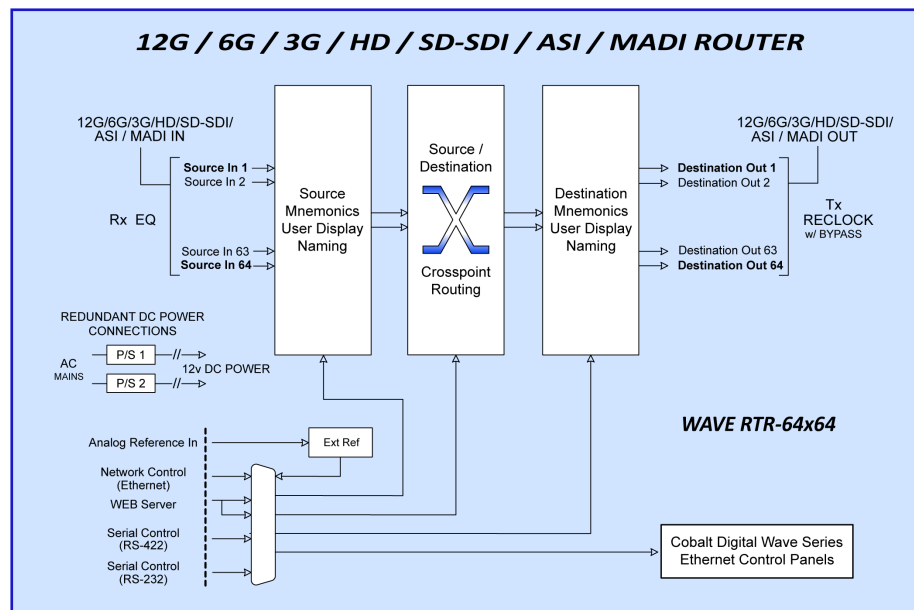 12G / 6G / 3G / HD / SD-SDI / ASI / MADI ROUTER
12G/6G/3G/HD/SD-SDI/
ASI / MADI IN
Source In 1
Source In 2
Rx EQ
Source In 63
Source In 64
Source
Mnemonics
User Display
Naming
Source /
Destination
Crosspoint
Routing
Destination
Mnemonics
User Display
Naming
12G/6G/3G/HD/SD-SDI/
ASI / MADI OUT
Destination Out 1
Destination Out 2
Tx
RECLOCK
w/ BYPASS
Destination Out 63
Destination Out 64
REDUNDANT DC POWER
CONNECTIONS
AC
MAINS
P/S 1
P/S 2
12v DC POWER
WAVE RTR-64x64
Analog Reference In
Ext Ref
Network Control
(Ethernet)
WEB Server
Serial Control
(RS-422)
Serial Control
(RS-232)
Cobalt Digital Wave Series
Ethernet Control Panels